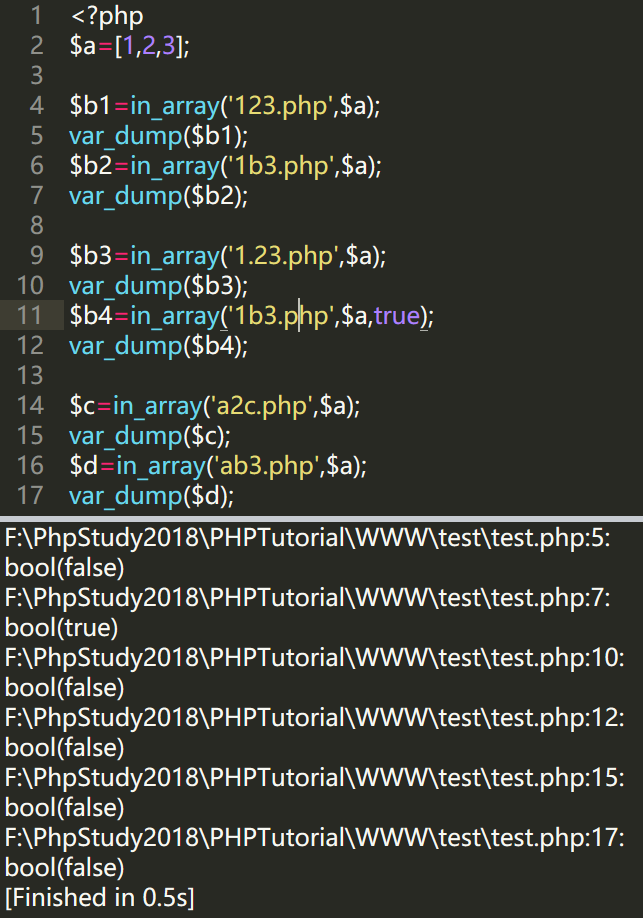 1 <?php
2 $a=[1,2,3];
3
4 $b1=in_array('123.php',$a);
5 var_dump($b1);
6 $b2=in_array('1b3.php',$a);
7 var_dump($b2);
8
9 $b3=in_array('1.23.php',$a);
10 var_dump($b3);
11 $b4=in_array('1b3.php',$a,true);
12 var_dump($b4);
13
14 $c=in_array('a2c.php',$a);
15 var_dump($c);
16 $d=in_array('ab3.php',$a);
17 var_dump($d);
F:\PhpStudy2018\PHPTutorial\WWW\test\test.php:5:
bool(false)
F:\PhpStudy2018\PHPTutorial\WWW\test\test.php:7:
bool(true)
F:\PhpStudy2018\PHPTutorial\WWW\test\test.php:10:
bool(false)
F:\PhpStudy2018\PHPTutorial\WWW\test\test.php:12:
bool(false)
F:\PhpStudy2018\PHPTutorial\WWW\test\test.php:15:
bool(false)
F:\PhpStudy2018\PHPTutorial\WWW\test\test.php:17:
bool(false)
[Finished in 0.5s]